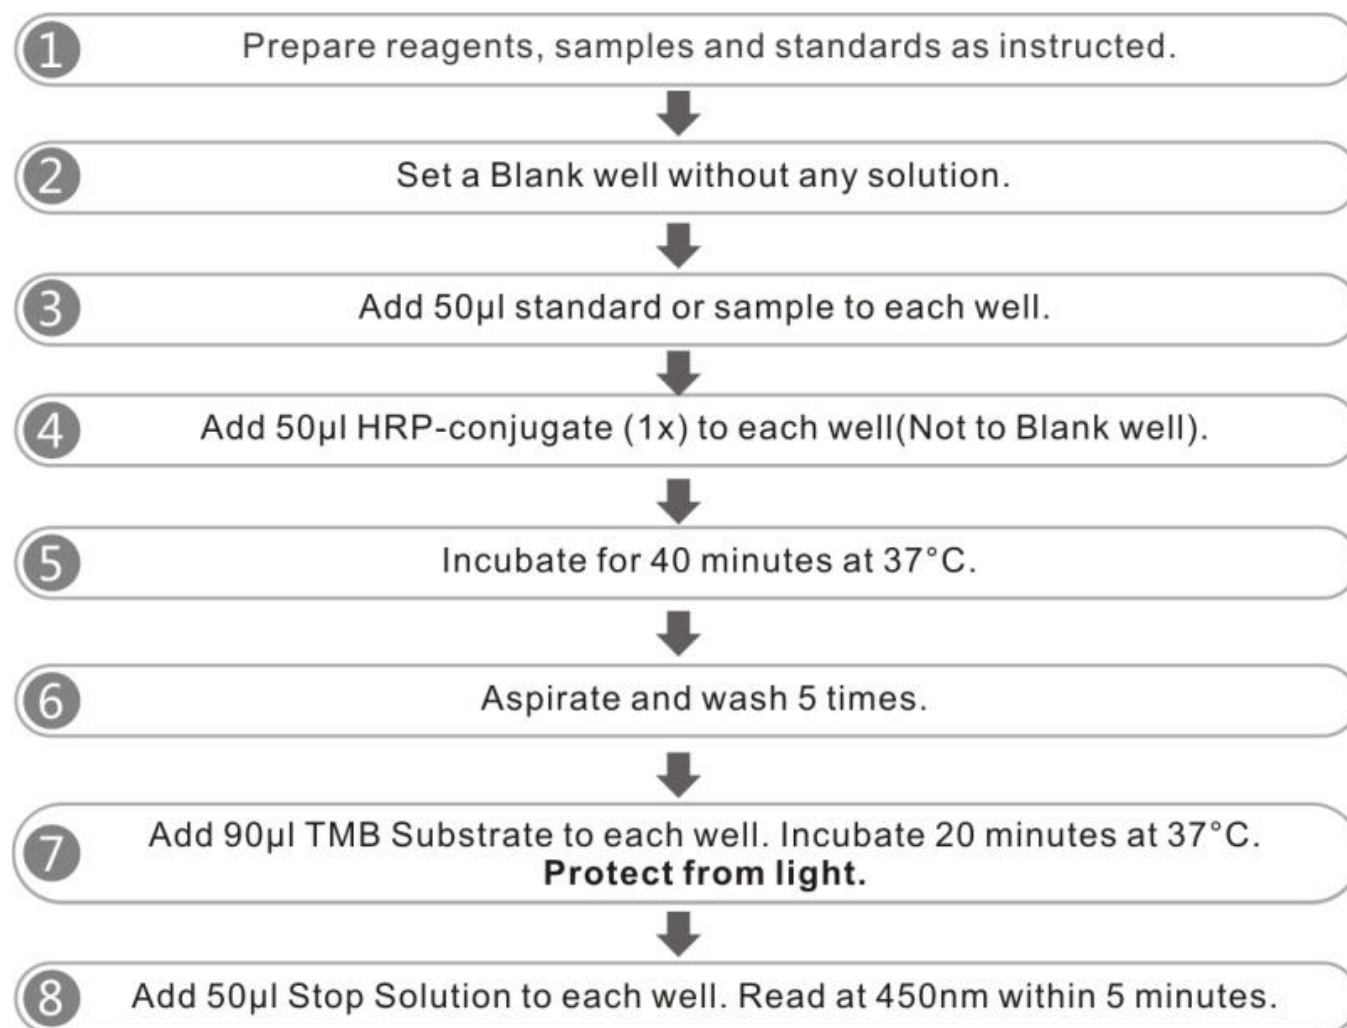 1 Prepare reagents, samples and standards as instructed.
2 Set a Blank well without any solution.
3 Add 50µl standard or sample to each well.
4 Add 50µl HRP-conjugate (1x) to each well(Not to Blank well).
5 Incubate for 40 minutes at 37°C.
6 Aspirate and wash 5 times.
7 Add 90µl TMB Substrate to each well. Incubate 20 minutes at 37°C.
Protect from light.
8 Add 50µl Stop Solution to each well. Read at 450nm within 5 minutes.